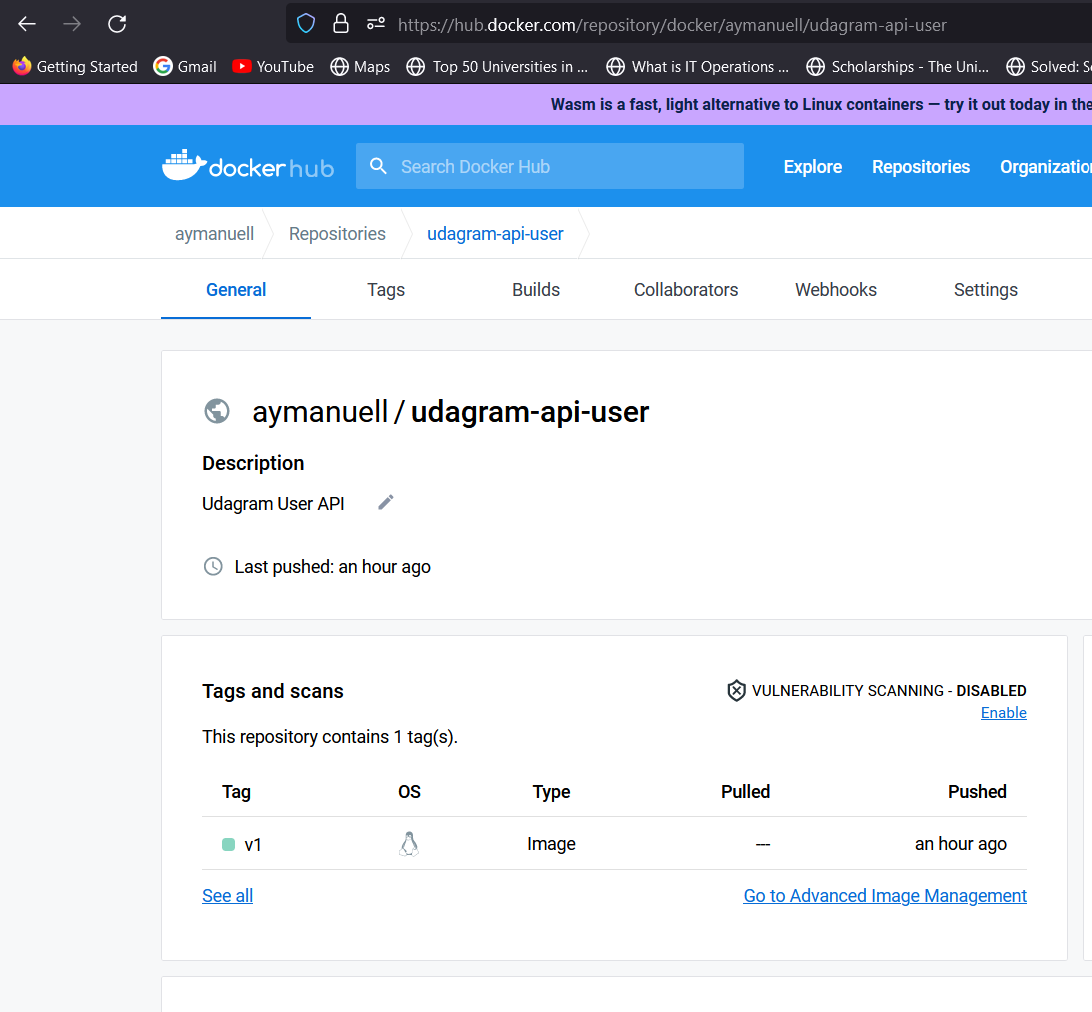 https://hub.docker.com/repository/docker/aymanuell/udagram-api-user
Getting Started Gmail YouTube Maps Top 50 Universities in ... What is IT Operations ... Scholarships - The Uni... Solved: S
Wasm is a fast, light alternative to Linux containers — try it out today in the
dockerhub Search Docker Hub Explore Repositories Organization
aymanuell Repositories udagram-api-user
General Tags Builds Collaborators Webhooks Settings
aymanuell / udagram-api-user
Description
Udagram User API
Last pushed: an hour ago
Tags and scans VULNERABILITY SCANNING - DISABLED
Enable
This repository contains 1 tag(s).
Tag OS Type Pulled Pushed
v1 Image --- an hour ago
See all Go to Advanced Image Management